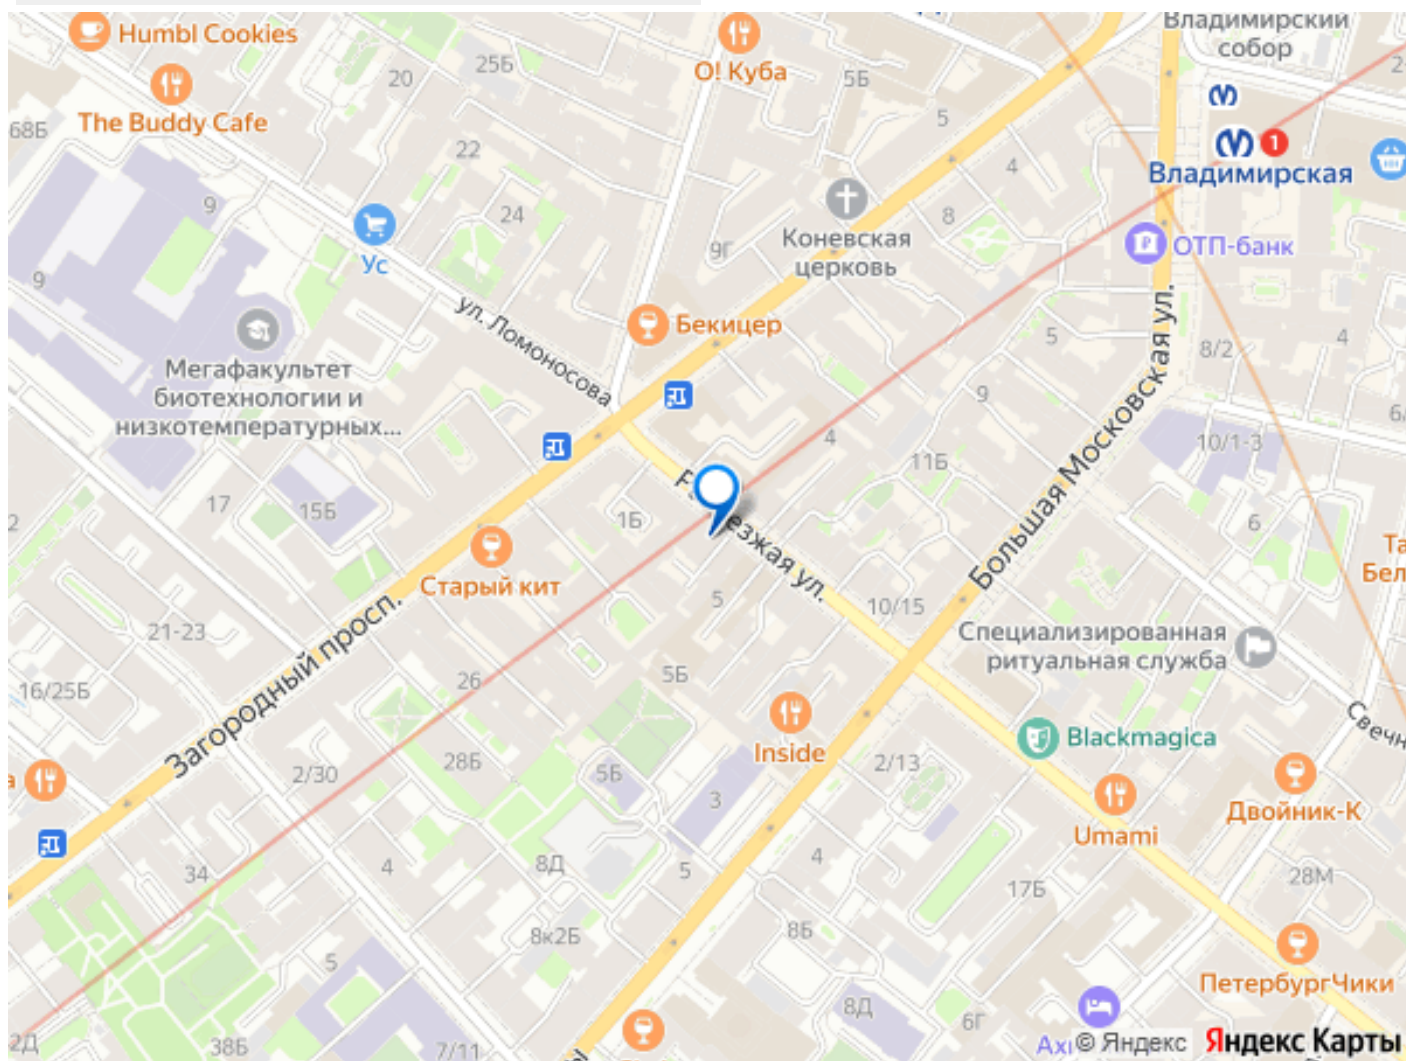 Владимирский
собор
Humbl Cookies
25Б
20
О! Куба
5Б
5
The Buddy Cafe
68Б
22
4
1
Владимирская
9
24
8
Коневская
церковь
9Г
ОТП-банк
9
Ус
ул. Ломоносова
Бекицер
5
8/2
4
Мегафакультет
биотехнологии и
низкотемпературных...
9
4
10/1-3
11Б
Большая Московская ул.
17
15Б
1Б
6
Старый кит
5
10/15
Загородный просп.
21-23
Специализированная
ритуальная служба
16/25Б
26
5Б
Свечн
Inside
Blackmagica
2/30
28Б
5Б
3
2/13
Двойник-К
Umami
34
4
8Д
5
4
17Б
28М
8к2Б
8Б
5
ПетербургЧики
2Д
38Б
7/11
8Д
6Г
© Яндекс
Яндекс Карты